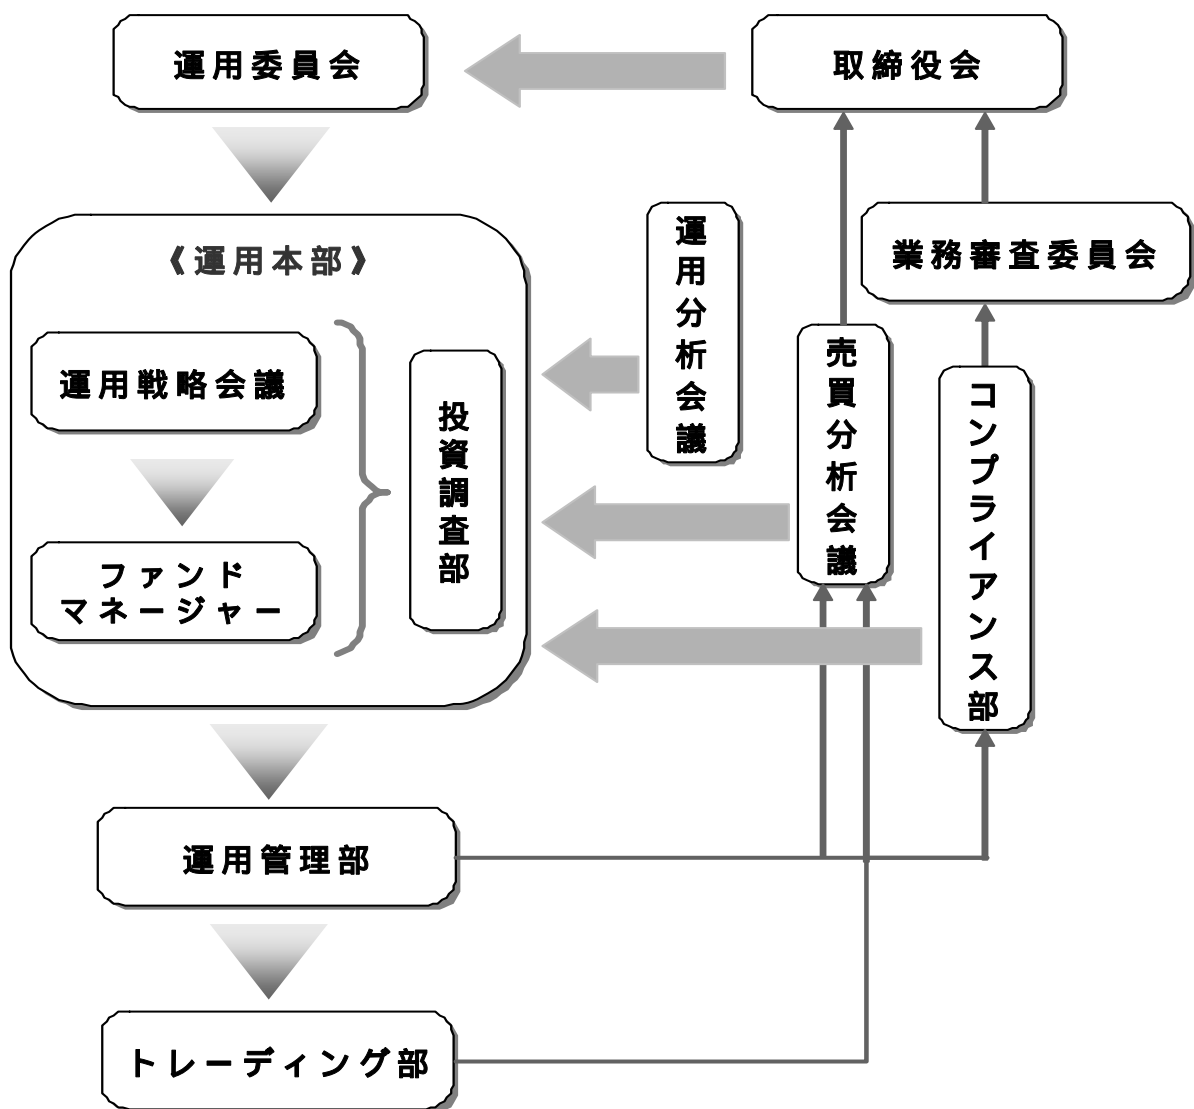 運用委員会
取締役会
《運用本部》
運用戦略会議
ファンド
マネージャー
投資調査部
運用分析会議
売買分析会議
業務審査委員会
コンプライアンス部
運用管理部
トレーディング部